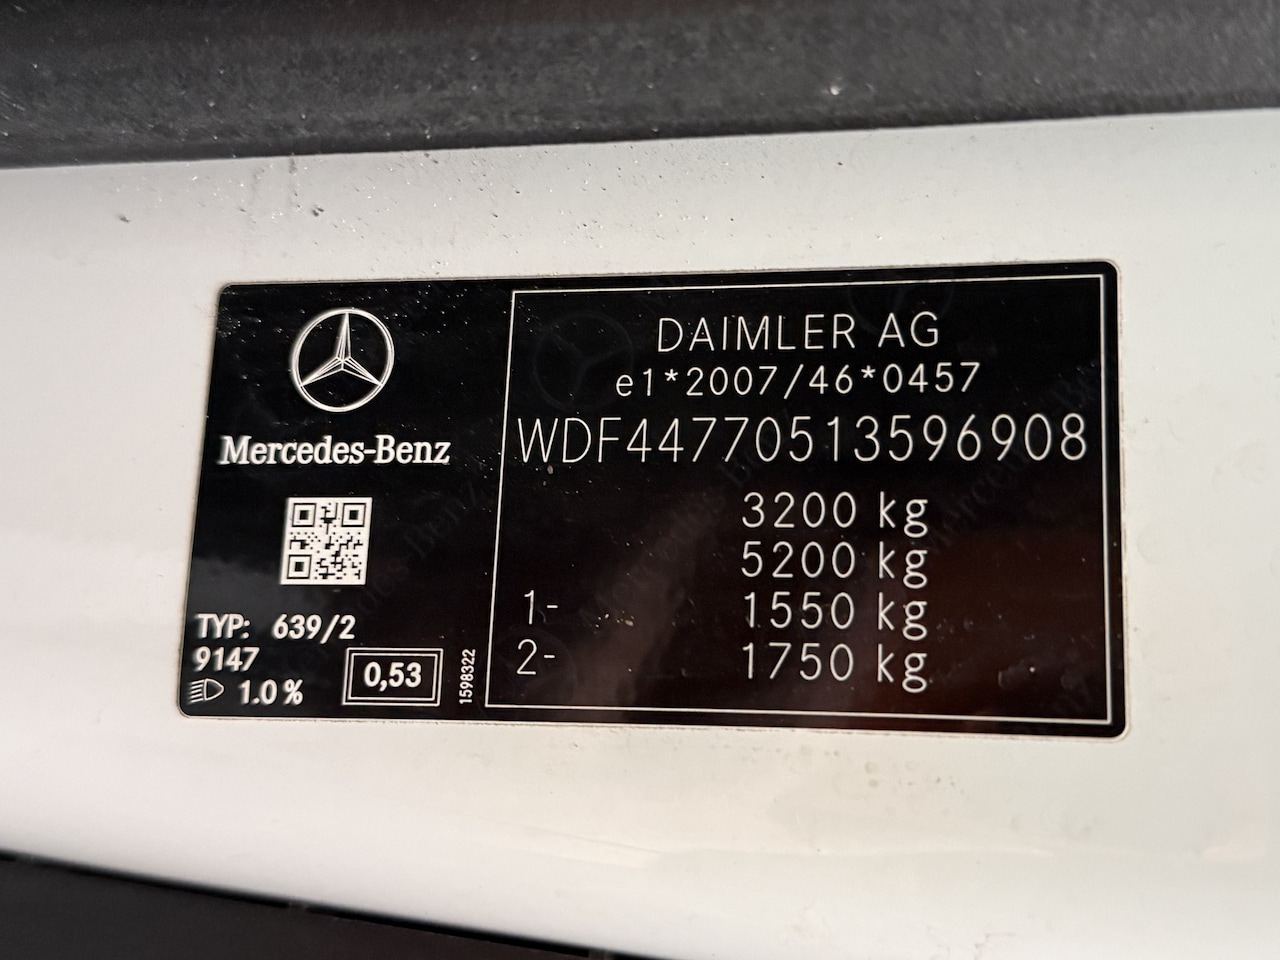 Mercedes-Benz
TYP: 639/2
9147
1.0 %
0,53
1598322
DAIMLER AG
e1*2007/46*0457
WDF44770513596908
3200 kg
5200 kg
1- 1550 kg
2- 1750 kg